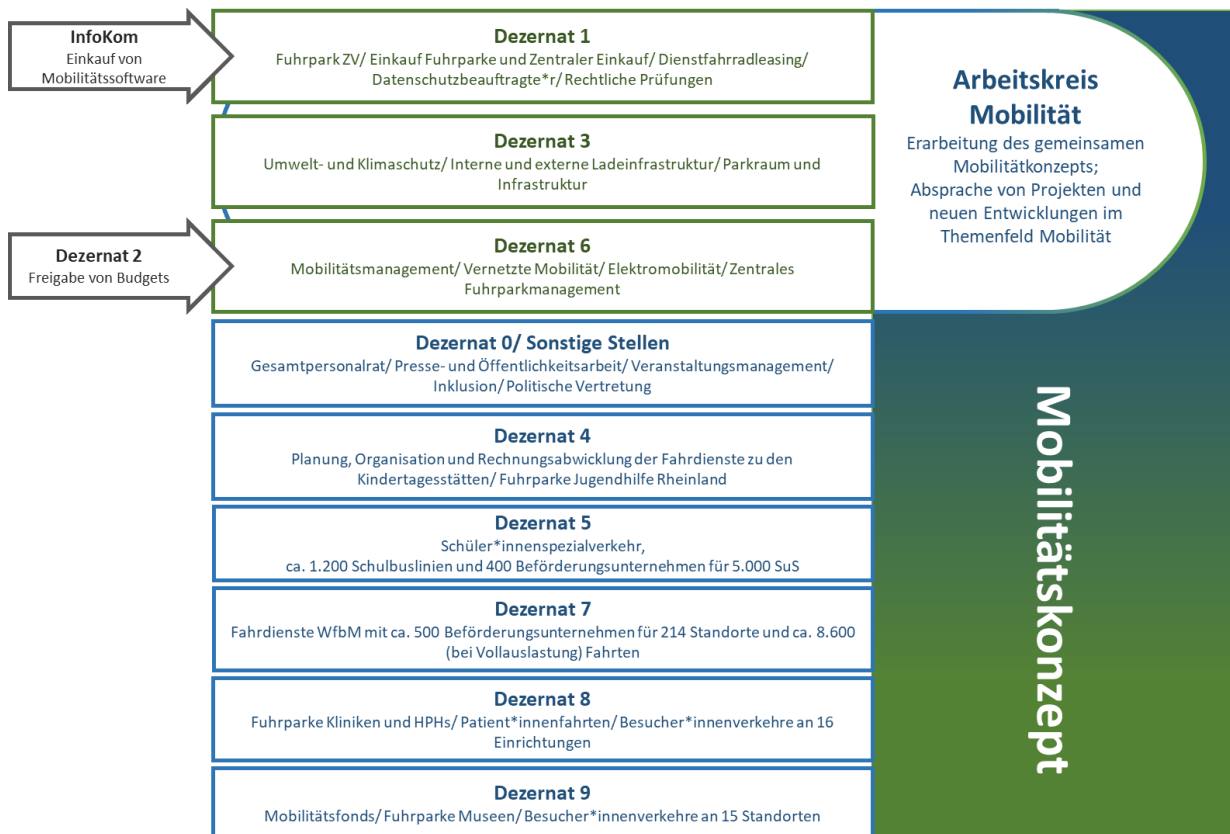 InfoKom
Einkauf von
Mobilitätssoftware
Dezernat 1
Fuhrpark ZV/ Einkauf Fuhrparke und Zentraler Einkauf/ Dienstfahrradleasing/
Datenschutzbeauftragte*r/ Rechtliche Prüfungen
Dezernat 3
Umwelt- und Klimaschutz/ Interne und externe Ladeinfrastruktur/ Parkraum und
Infrastruktur
Dezernat 2
Freigabe von Budgets
Dezernat 6
Mobilitätsmanagement/ Vernetzte Mobilität/ Elektromobilität/ Zentrales
Fuhrparkmanagement
Arbeitskreis
Mobilität
Erarbeitung des gemeinsamen
Mobilitätkonzepts;
Absprache von Projekten und
neuen Entwicklungen im
Themenfeld Mobilität
Dezernat 0/ Sonstige Stellen
Gesamtpersonalrat/ Presse- und Öffentlichkeitsarbeit/ Veranstaltungsmanagement/
Inklusion/ Politische Vertretung
Dezernat 4
Planung, Organisation und Rechnungsabwicklung der Fahrdienste zu den
Kindertagesstätten/ Fuhrparke Jugendhilfe Rheinland
Dezernat 5
Schüler*innenspezialverkehr,
ca. 1.200 Schulbuslinien und 400 Beförderungsunternehmen für 5.000 SuS
Dezernat 7
Fahrdienste WfbM mit ca. 500 Beförderungsunternehmen für 214 Standorte und ca. 8.600
(bei Vollauslastung) Fahrten
Dezernat 8
Fuhrparke Kliniken und HPHs/ Patient*innenfahrten/ Besucher*innenverkehre an 16
Einrichtungen
Dezernat 9
Mobilitätsfonds/ Fuhrparke Museen/ Besucher*innenverkehre an 15 Standorten
Mobilitätskonzept